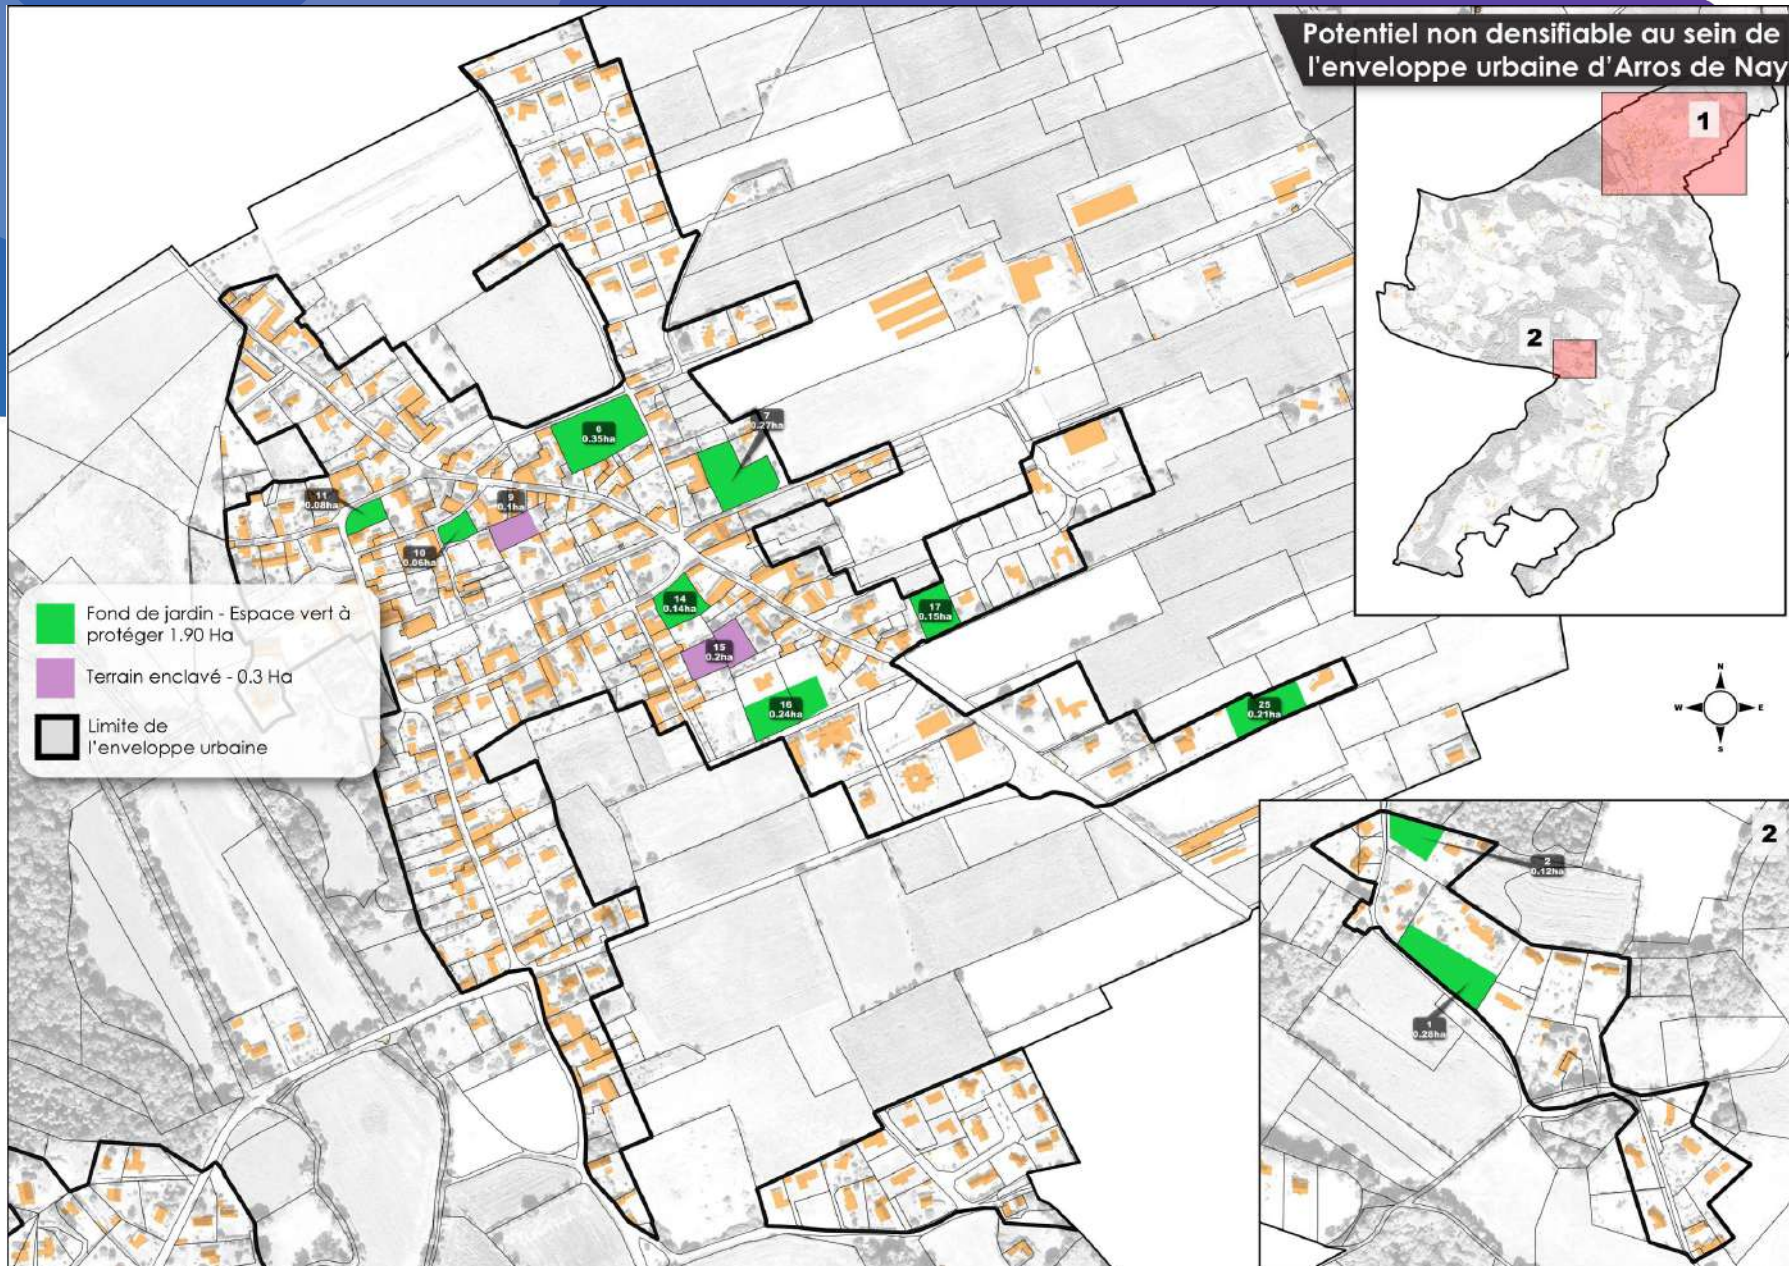 Potentiel non densifiable au sein de
l'enveloppe urbaine d'Arros de Nay
1
2
7
0.27ha
6
0.35ha
11
0.08ha
9
0.1ha
10
0.06ha
14
0.14ha
17
0.15ha
15
0.2ha
16
0.24ha
25
0.21ha
Fond de jardin - Espace vert à
protéger 1.90 Ha
Terrain enclavé - 0.3 Ha
Limite de
l'enveloppe urbaine
N
W
E
S
2
2
0.12ha
1
0.28ha